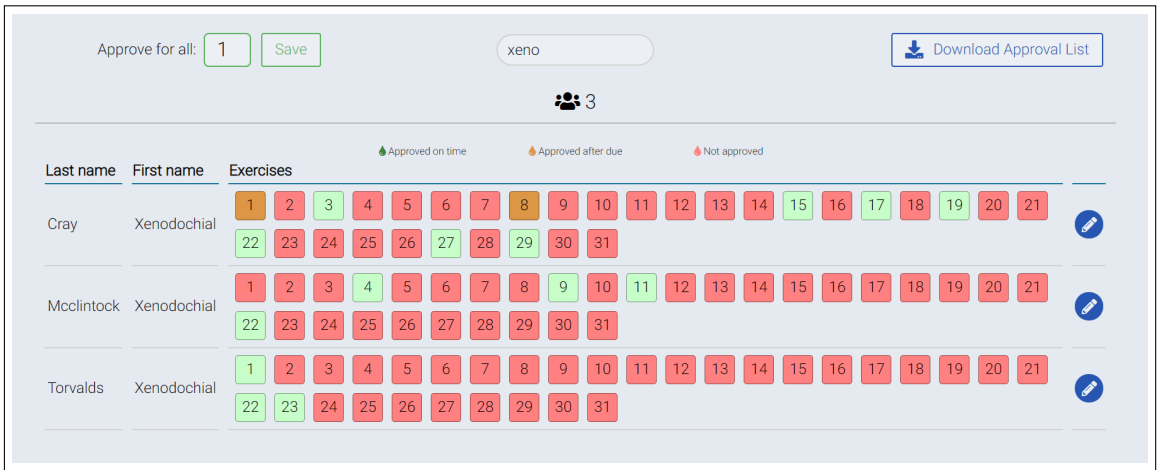 Approve for all: 1 Save xeno Download Approval List
3
Approved on time Approved after due Not approved
Last name First name Exercises
1 2 3 4 5 6 7 8 9 10 11 12 13 14 15 16 17 18 19 20 21
Cray Xenodochial
22 23 24 25 26 27 28 29 30 31
1 2 3 4 5 6 7 8 9 10 11 12 13 14 15 16 17 18 19 20 21
Mcclintock Xenodochial
22 23 24 25 26 27 28 29 30 31
1 2 3 4 5 6 7 8 9 10 11 12 13 14 15 16 17 18 19 20 21
Torvalds Xenodochial
22 23 24 25 26 27 28 29 30 31